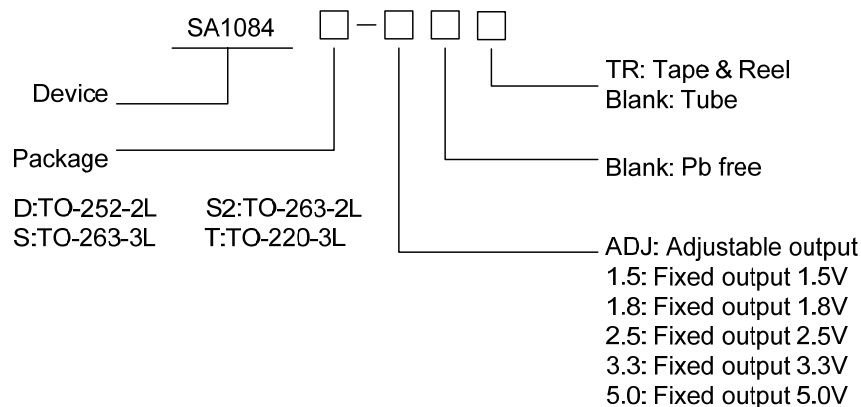 SA1084 □ - □ □ □
Device
Package
D:TO-252-2L S2:TO-263-2L
S:TO-263-3L T:TO-220-3L
TR: Tape & Reel
Blank: Tube
Blank: Pb free
ADJ: Adjustable output
1.5: Fixed output 1.5V
1.8: Fixed output 1.8V
2.5: Fixed output 2.5V
3.3: Fixed output 3.3V
5.0: Fixed output 5.0V